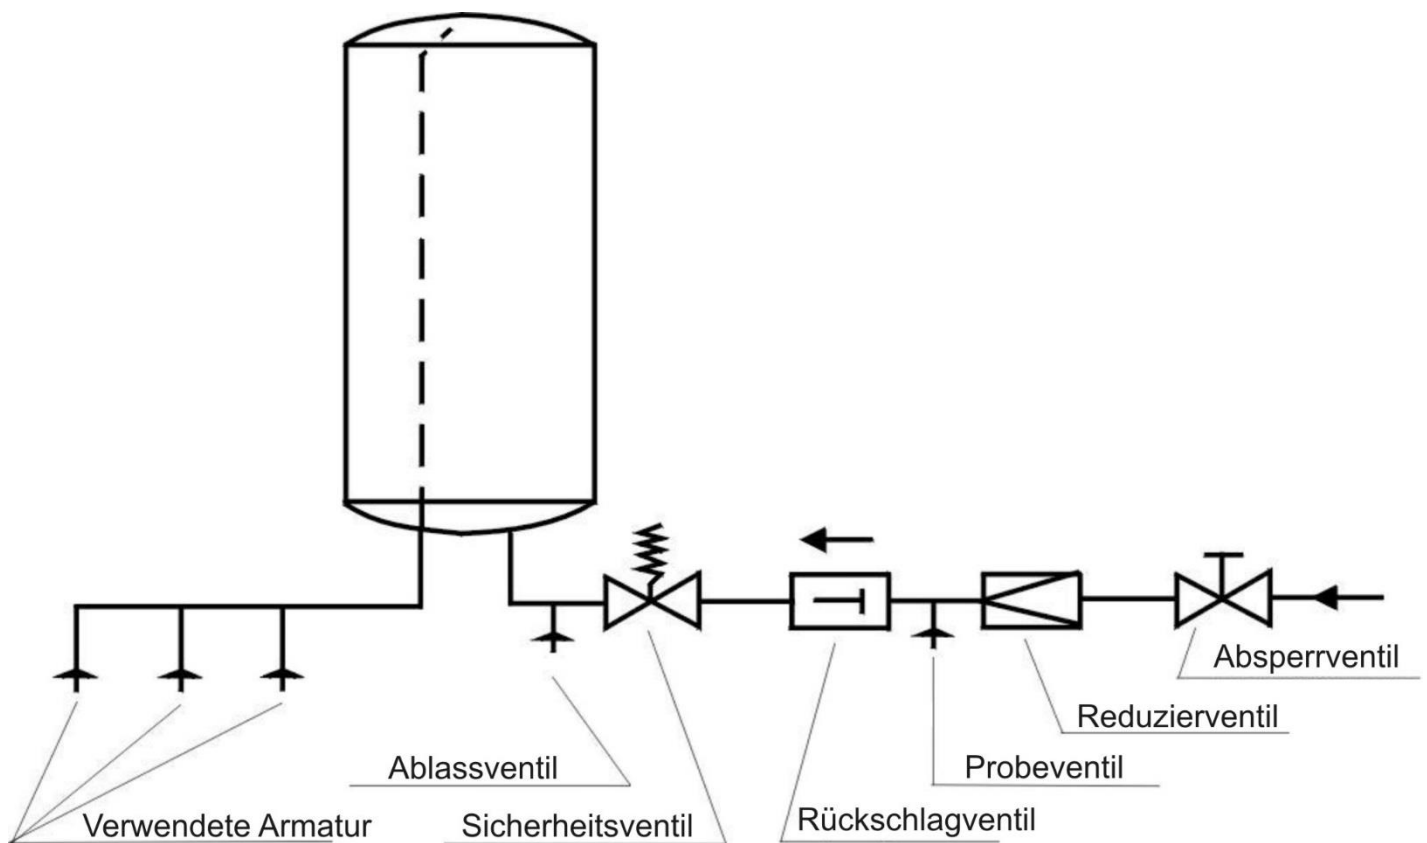 Absperrventil
Reduzierventil
Ablassventil
Probeventil
Verwendete Armatur
Sicherheitsventil
Rückschlagventil